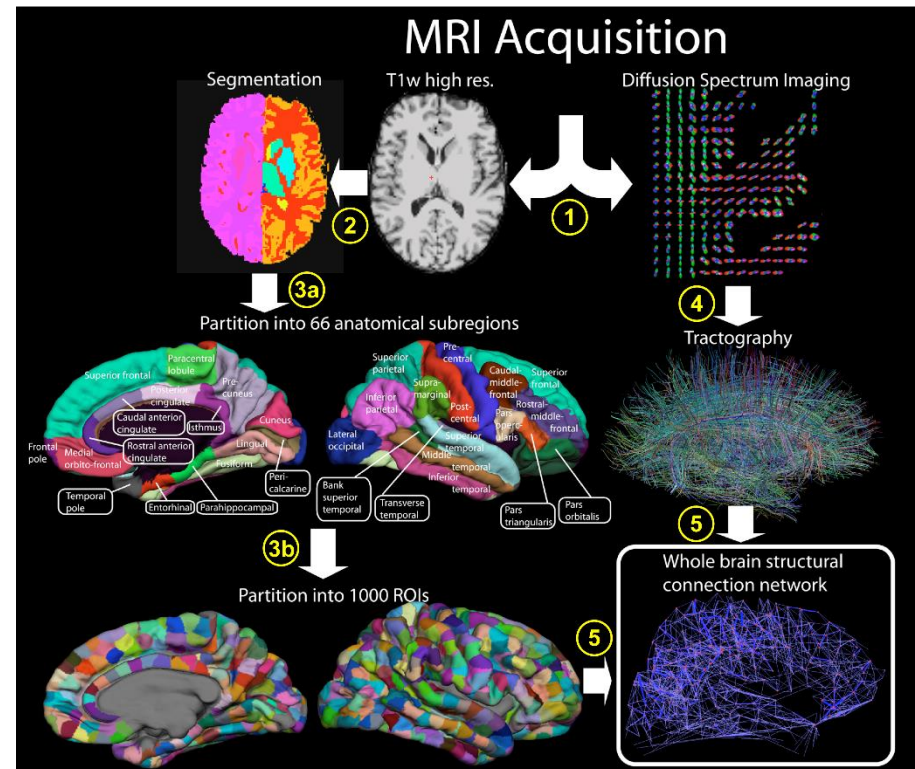 MRI Acquisition
Segmentation
T1w high res.
Diffusion Spectrum Imaging
2
1
3a
4
Partition into 66 anatomical subregions
Tractography
Superior frontal
Paracentral
lobule
Posterior
cingulate
Pre-
cuneus
Cuneus
Caudal anterior
cingulate
Isthmus
Rostral anterior
cingulate
Frontal
pole
Medial
orbito-frontal
Lingual
Fusiform
Peri-
calcarine
Temporal
pole
Entorhinal
Parahippocampal
Superior
parietal
Pre-
central
Caudal-
middle-
frontal
Superior
frontal
Supra-
marginal
Inferior
parietal
Post-
central
Rostral-
middle-
frontal
Pars
opercu-
laris
Lateral
occipital
Superior
temporal
Middle
temporal
Inferior
temporal
Bank
superior
temporal
Transverse
temporal
Pars
triangularis
Pars
orbitalis
3b
5
Partition into 1000 ROIs
5
Whole brain structural
connection network